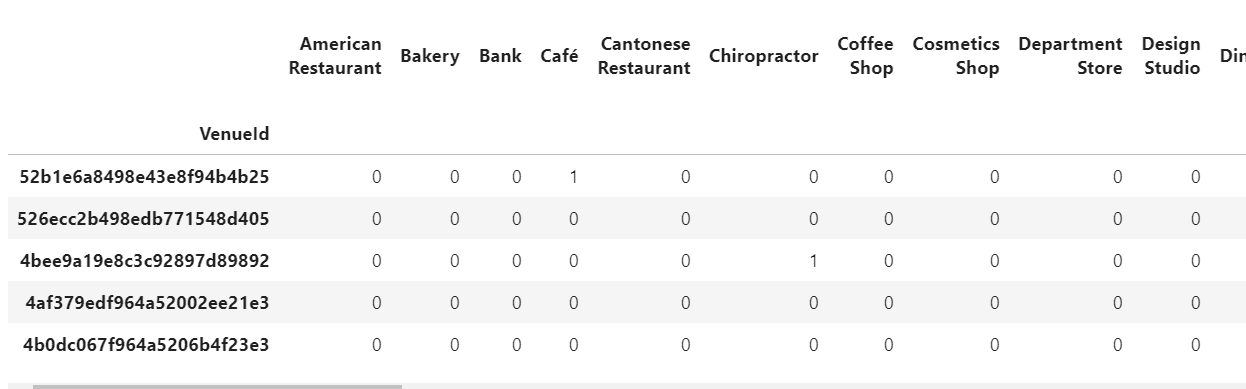 American Restaurant Bakery Bank Café Cantonese Restaurant Chiropractor Coffee Shop Cosmetics Shop Department Store Design Studio Din
VenueId
52b1e6a8498e43e8f94b4b25 0 0 0 1 0 0 0 0 0 0
526ecc2b498edb771548d405 0 0 0 0 0 0 0 0 0 0
4bee9a19e8c3c92897d89892 0 0 0 0 0 1 0 0 0 0
4af379edf964a52002ee21e3 0 0 0 0 0 0 0 0 0 0
4b0dc067f964a5206b4f23e3 0 0 0 0 0 0 0 0 0 0